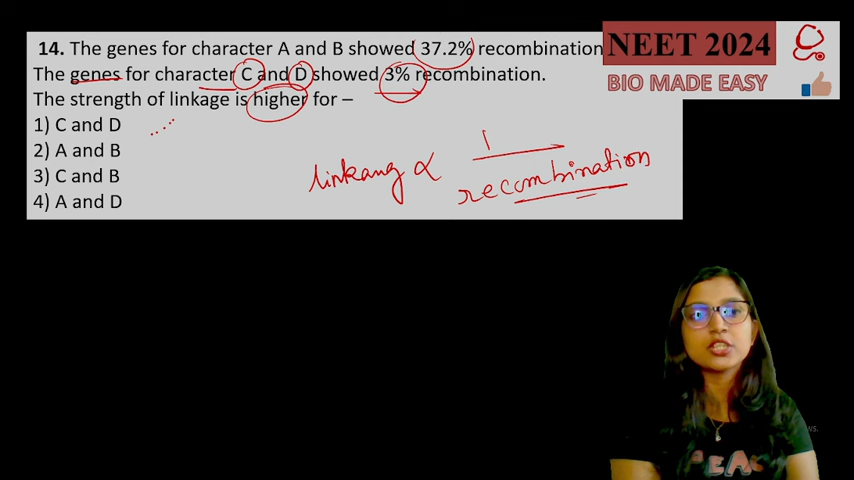 14. The genes for character A and B showed 37.2% recombination
The genes for character C and D showed 3% recombination.
The strength of linkage is higher for –
1) C and D
2) A and B
3) C and B
4) A and D
linkang ∝ 1
recombination
NEET 2024
BIO MADE EASY